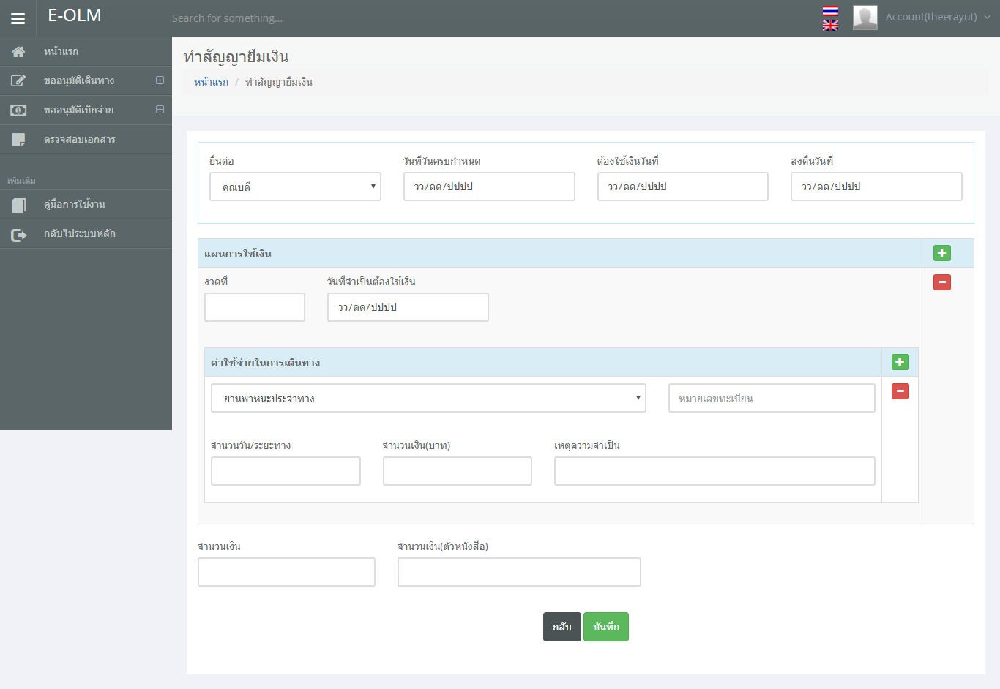 E-OLM
Search for something...
Account(theerayut)
หน้าแรก
ขออนุมัติเดินทาง
ขออนุมัติเบิกจ่าย
ตรวจสอบเอกสาร
เพิ่มเติม
คู่มือการใช้งาน
กลับไประบบหลัก
ทำสัญญายืมเงิน
หน้าแรก / ทำสัญญายืมเงิน
ยื่นต่อ วันที่วันครบกำหนด ต้องใช้เงินวันที่ ส่งคืนวันที่
คณบดี วว/ดด/ปปปป วว/ดด/ปปปป วว/ดด/ปปปป
แผนการใช้เงิน
งวดที่ วันที่จำเป็นต้องใช้เงิน
วว/ดด/ปปปป
ค่าใช้จ่ายในการเดินทาง
ยานพาหนะประจำทาง หมายเลขทะเบียน
จำนวนวัน/ระยะทาง จำนวนเงิน(บาท) เหตุความจำเป็น
จำนวนเงิน จำนวนเงิน(ตัวหนังสือ)
กลับ บันทึก